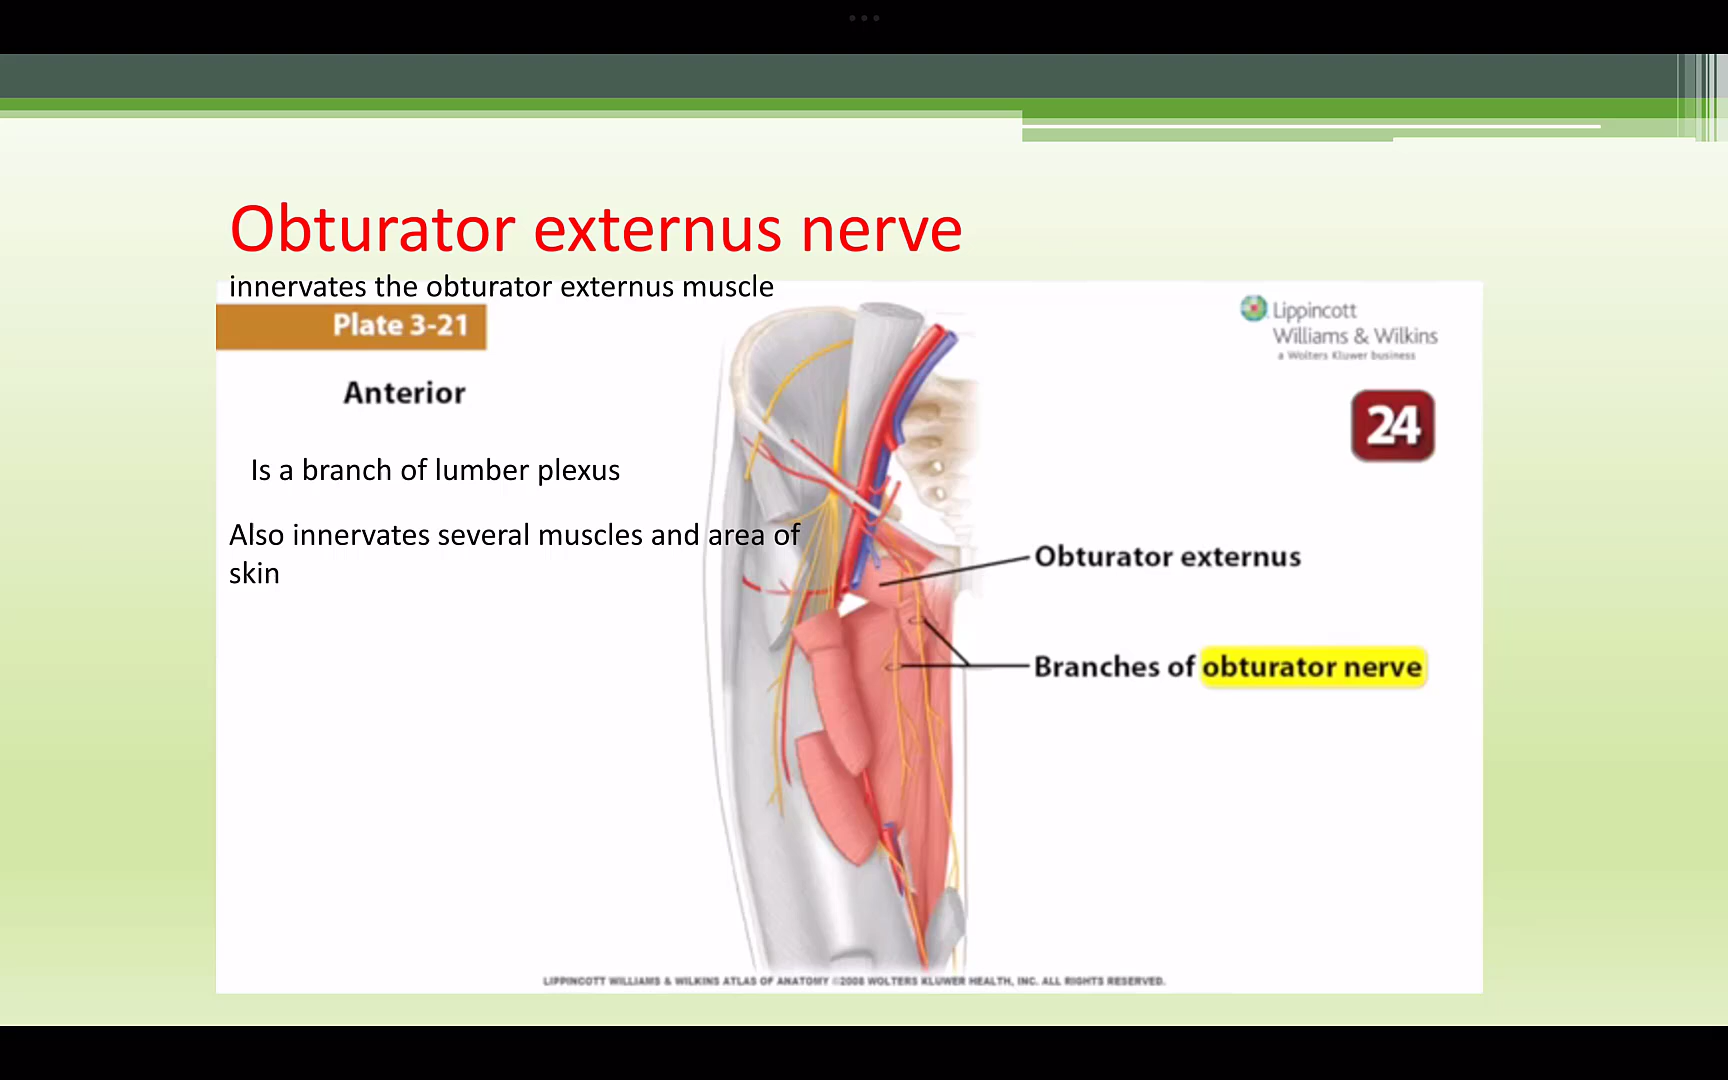 Obturator externus nerve
innervates the obturator externus muscle
Plate 3-21
Lippincott
Williams & Wilkins
a Wolters Kluwer business
Anterior
24
Is a branch of lumber plexus
Also innervates several muscles and area of
skin
Obturator externus
Branches of obturator nerve
LIPPINCOTT WILLIAMS & WILKINS ATLAS OF ANATOMY ©2008 WOLTERS KLUWER HEALTH, INC. ALL RIGHTS RESERVED.